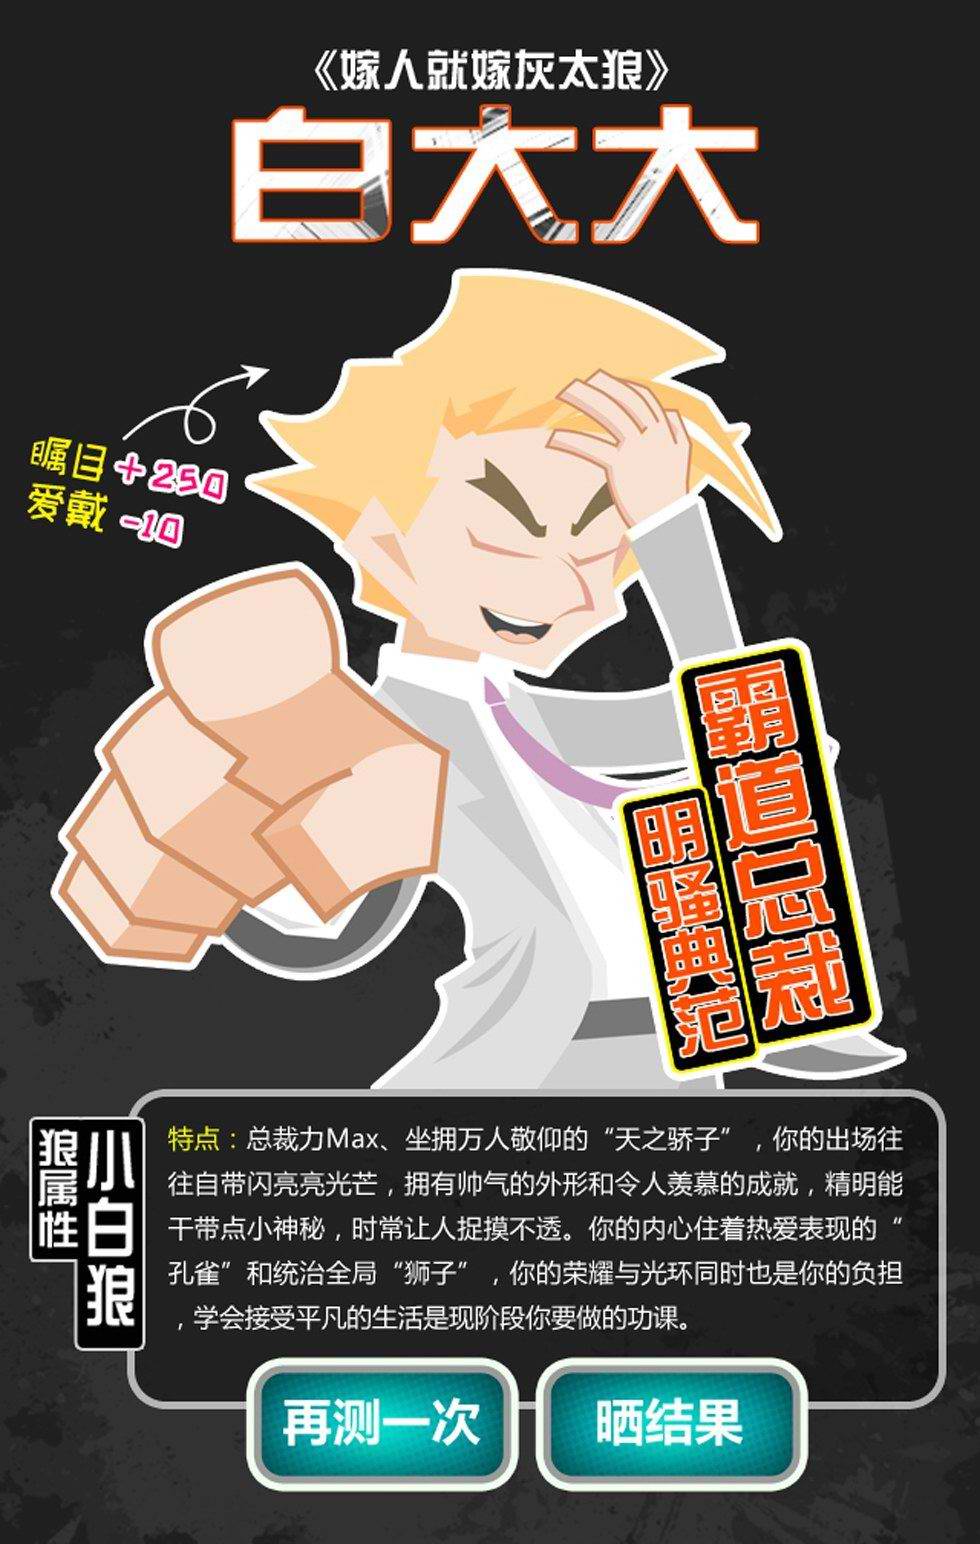 《嫁人就嫁灰太狼》
白大大
瞩目+250
爱戴-10
霸道总裁
明骚典范
小白狼
狼属性
特点：总裁力Max、坐拥万人敬仰的“天之骄子”，你的出场往
往自带闪亮亮光芒，拥有帅气的外形和令人羡慕的成就，精明能
干带点小神秘，时常让人捉摸不透。你的内心住着热爱表现的“
孔雀”和统治全局“狮子”，你的荣耀与光环同时也是你的负担
，学会接受平凡的生活是现阶段你要做的功课。
再测一次
晒结果